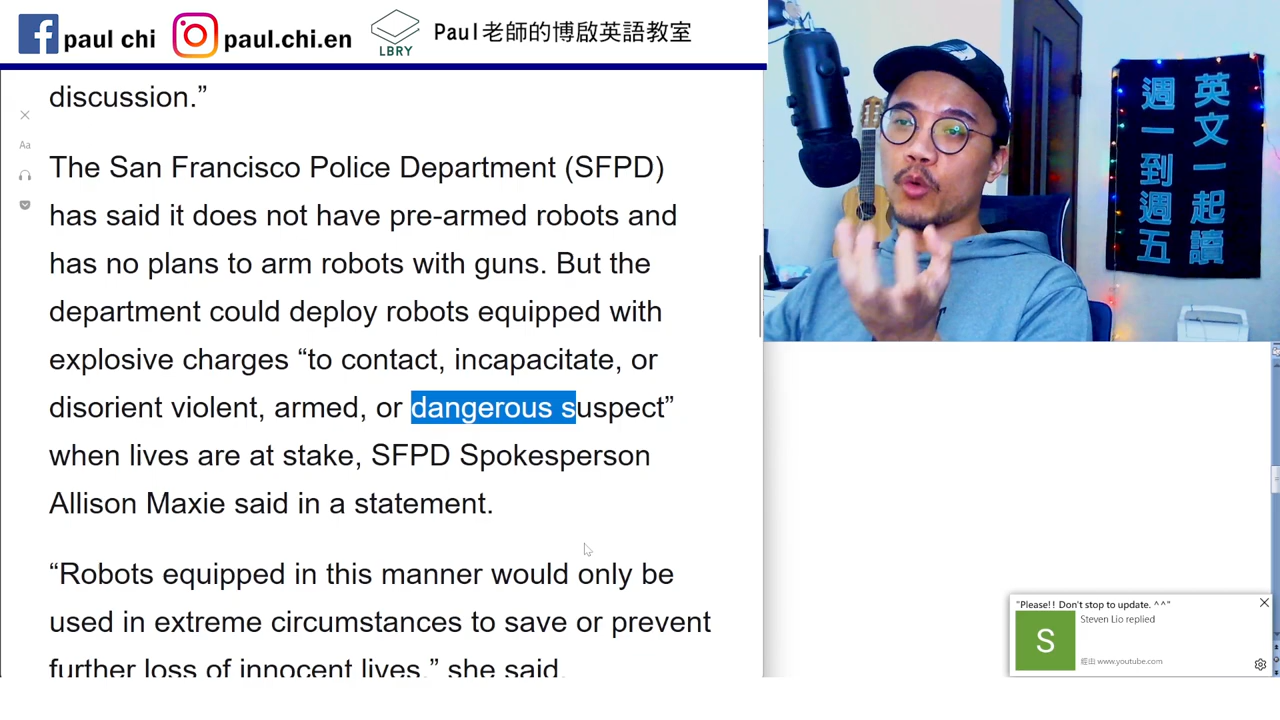 paul chi
paul.chi.en
LBRY
Paul老師的博啟英語教室
discussion.”
Aa
The San Francisco Police Department (SFPD)
has said it does not have pre-armed robots and
has no plans to arm robots with guns. But the
department could deploy robots equipped with
explosive charges “to contact, incapacitate, or
disorient violent, armed, or dangerous suspect”
when lives are at stake, SFPD Spokesperson
Allison Maxie said in a statement.
“Robots equipped in this manner would only be
used in extreme circumstances to save or prevent
further loss of innocent lives,” she said.
英文一起讀
週一到週五
"Please!! Don't stop to update. ^^"
Steven Lio replied
S
經由 www.youtube.com